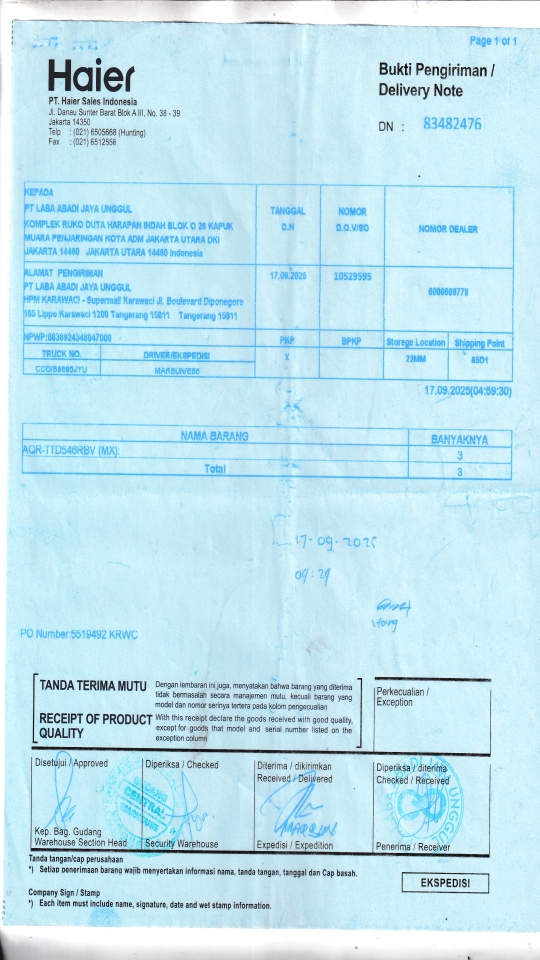 Page 1 of 1
Haier
Bukti Pengiriman /
Delivery Note
PT. Haier Sales Indonesia
Jl. Danau Sunter Barat Blok A III, No. 38 - 39
Jakarta 14350
Telp : (021) 6505668 (Hunting)
Fax : (021) 6512556
DN : 83482476
KEPADA
PT LABA ABADI JAYA UNGGUL
KOMPLEK RUKO DUTA HARAPAN INDAH BLOK O 26 KAPUK
MUARA PENJARINGAN KOTA ADM JAKARTA UTARA DKI
JAKARTA 14460 JAKARTA UTARA 14460 Indonesia
TANGGAL
D.N
NOMOR
D.O.V/SO
NOMOR DEALER
ALAMAT PENGIRIMAN
PT LABA ABADI JAYA UNGGUL
HPM KARAWACI - Supermall Karawaci Jl. Boulevard Diponegoro
105 Lippo Karawaci 1200 Tangerang 15811 Tangerang 15811
17.09.2025
10529595
NPWP:
PKP
BPKP
Storege Location
Shipping Point
TRUCK NO.
DRIVER/EKSPEDISI
X
22MM
85D1
17.09.2025(04:59:30)
NAMA BARANG
BANYAKNYA
AQR-TTD546RBV (MX):
3
Total
3
17-09-2025
09:29
PO Number:5519492 KRWC
TANDA TERIMA MUTU
Dengan lembaran ini juga, menyatakan bahwa barang yang diterima
tidak bermasalah secara manajemen mutu, kecuali barang yang
model dan nomor serinya tertera pada kolom pengecualian
RECEIPT OF PRODUCT
QUALITY
With this receipt declare the goods received with good quality,
except for goods that model and serial number listed on the
exception column
Perkecualian /
Exception
Disetujui / Approved
Diperiksa / Checked
Diterima / dikirimkan
Received / Delivered
Diperiksa / diterima
Checked / Received
GUDANG
CENTRAL
MARSUN
Kep. Bag. Gudang
Warehouse Section Head
Security Warehouse
Expedisi / Expedition
Penerima / Receiver
Tanda tangan/cap perusahaan
*) Setiap penerimaan barang wajib menyertakan informasi nama, tanda tangan, tanggal dan Cap basah.
EKSPEDISI
Company Sign / Stamp
*) Each item must include name, signature, date and wet stamp information.